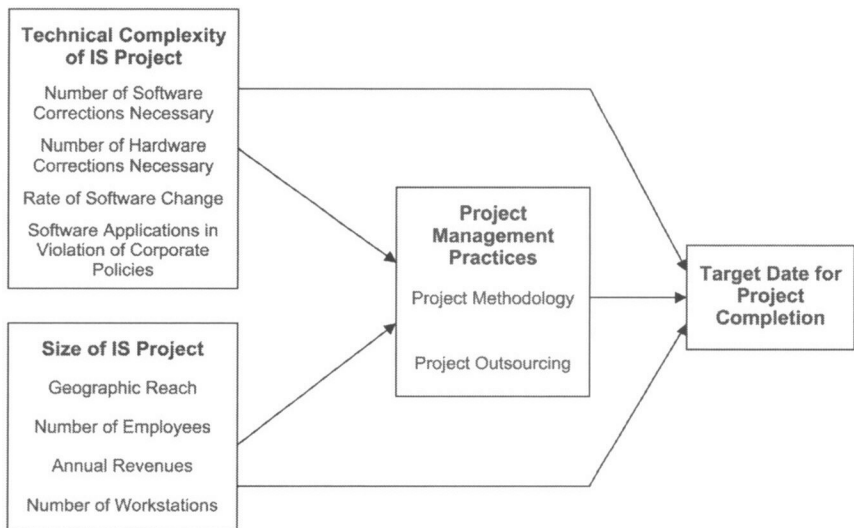 Technical Complexity
of IS Project
Number of Software
Corrections Necessary
Number of Hardware
Corrections Necessary
Rate of Software Change
Software Applications in
Violation of Corporate
Policies
Size of IS Project
Geographic Reach
Number of Employees
Annual Revenues
Number of Workstations
Project
Management
Practices
Project Methodology
Project Outsourcing
Target Date for
Project
Completion